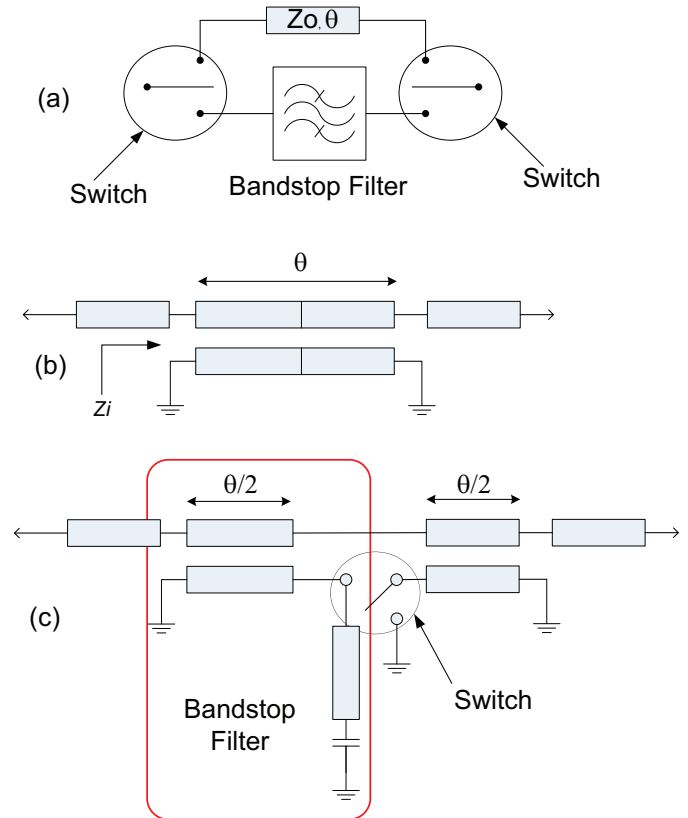 Zo,θ
(a)
Switch
Bandstop Filter
Switch
θ
(b)
Zi
θ/2
θ/2
(c)
Bandstop
Filter
Switch